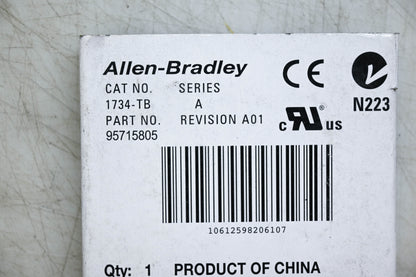 Allen-Bradley
CAT NO. SERIES
1734-TB A
PART NO. REVISION A01
95715805
CE
N223
c RU us
10612598206107
Qty: 1 PRODUCT OF CHINA